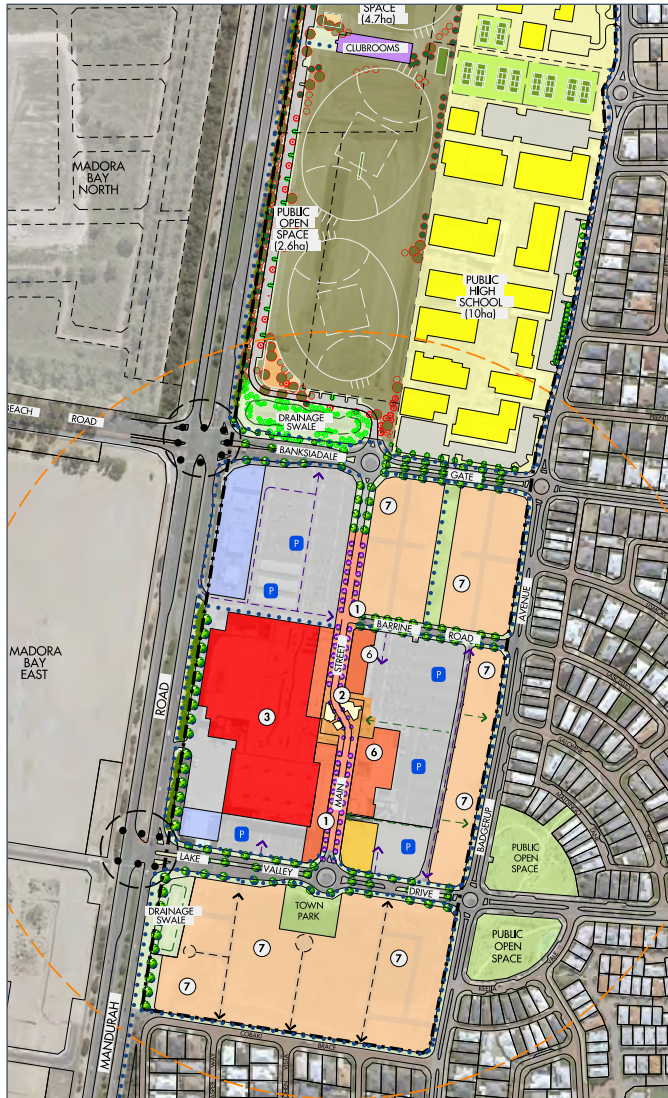 SPACE
(4.7ha)
CLUBROOMS
MADORA
BAY
NORTH
PUBLIC
OPEN
SPACE
(2.6ha)
PUBLIC
HIGH
SCHOOL
(10ha)
BEACH ROAD
DRAINAGE
SWALE
BANKSIADALE GATE
7
P
7
P
1
BARRINE ROAD
AVENUE
STREET
6
7
MADORA
BAY
EAST
ROAD
P
2
3
6
P
7
MAIN
1
P
BADGERUP
LAKE VALLEY DRIVE
PUBLIC
OPEN
SPACE
TOWN
PARK
DRAINAGE
SWALE
PUBLIC
OPEN
SPACE
7
7
7
KEELJA
MANDURAH
COBAKI BRACE